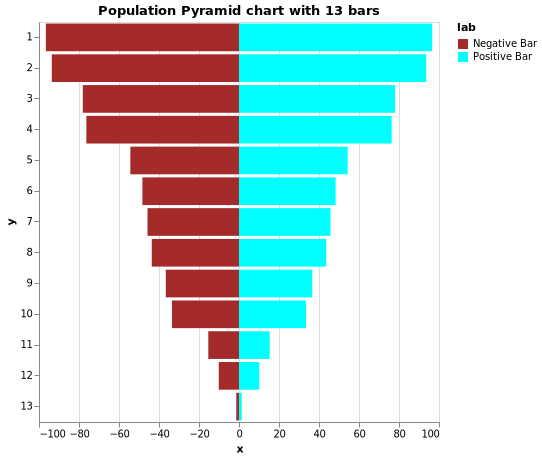 Population Pyramid chart with 13 bars
lab
Negative Bar
Positive Bar
y
1
2
3
4
5
6
7
8
9
10
11
12
13
−100 −80 −60 −40 −20 0 20 40 60 80 100
x